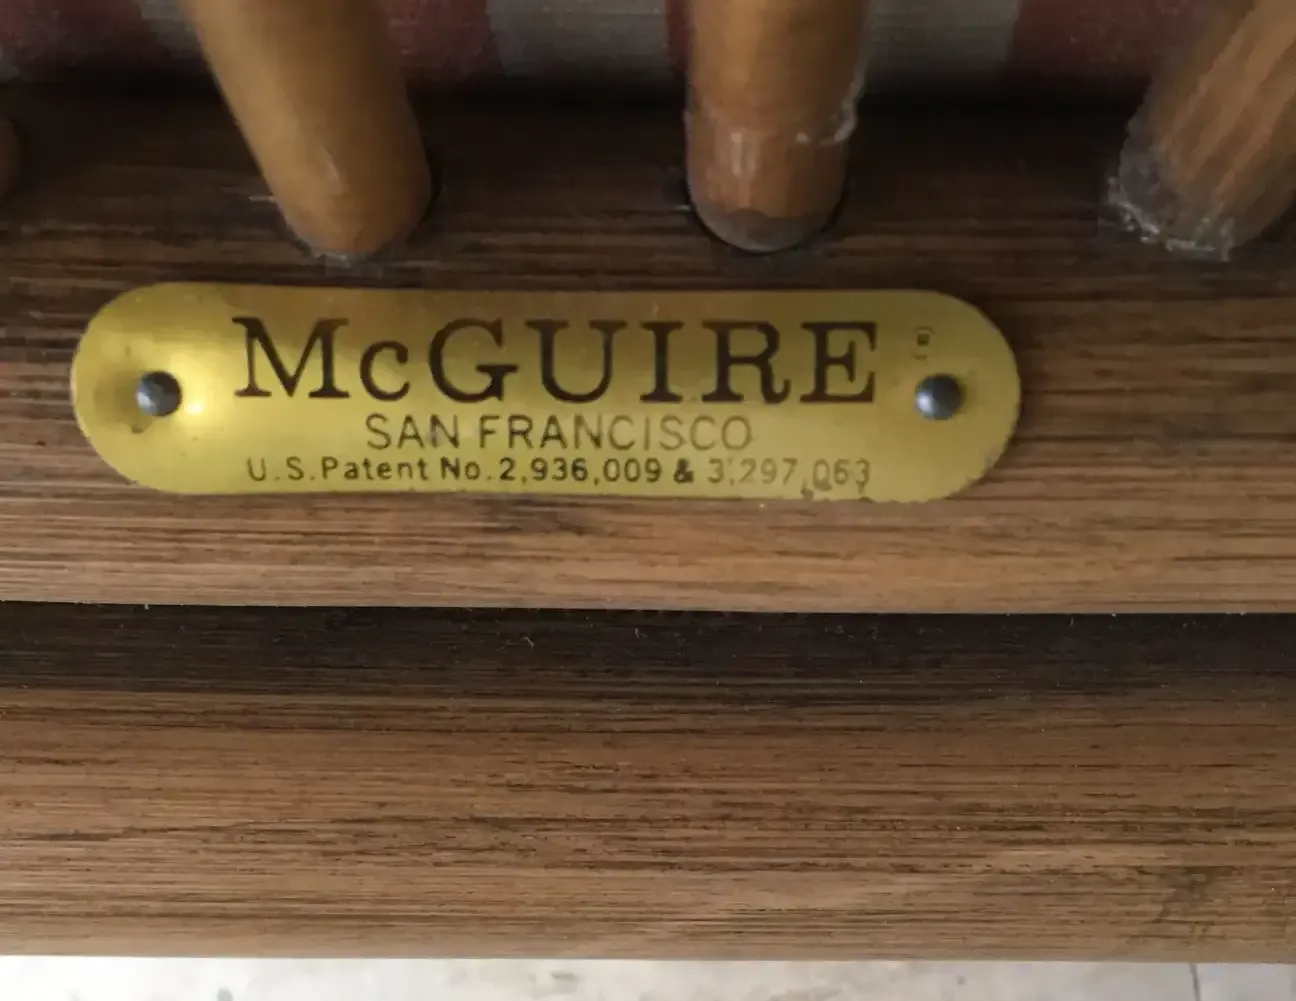 McGUIRE ®
SAN FRANCISCO
U.S. Patent No. 2,936,009 & 3,297,063